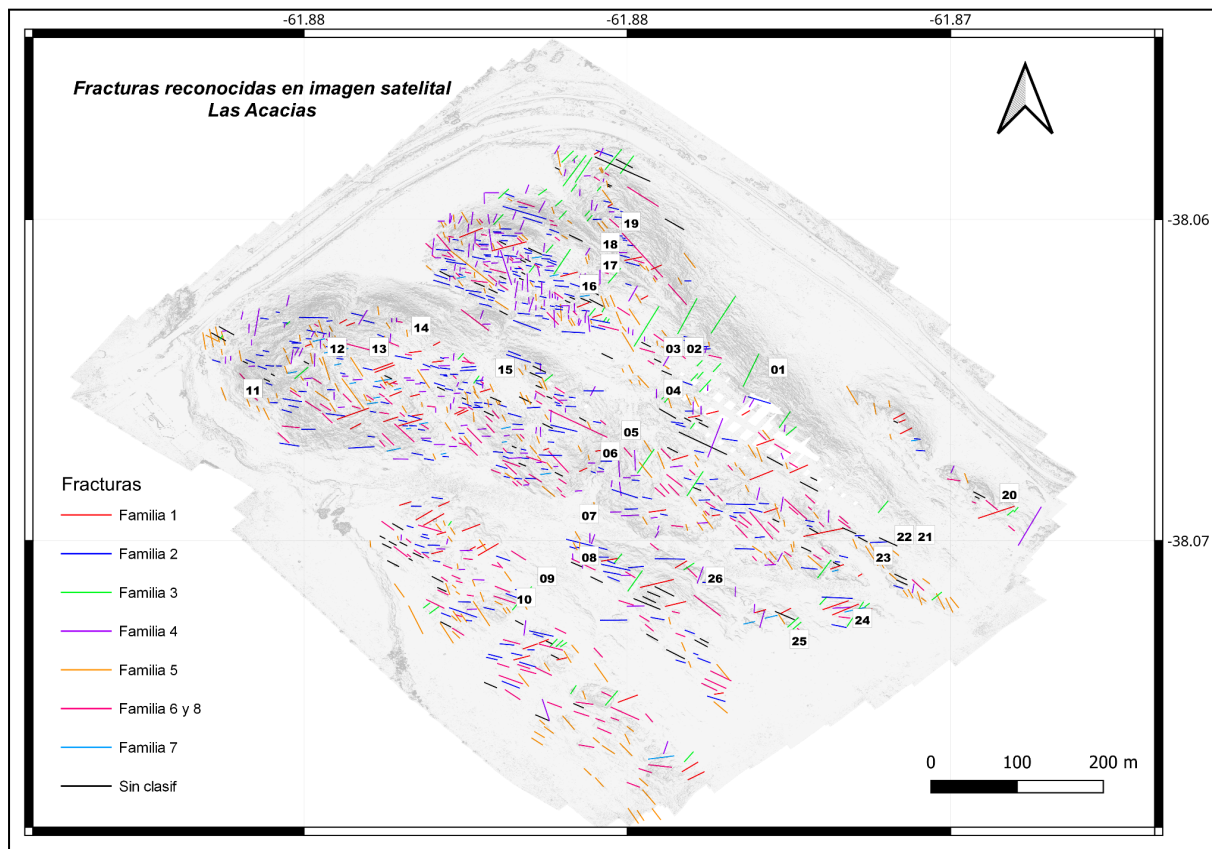 -61.88 -61.88 -61.87
Fracturas reconocidas en imagen satelital
Las Acacias
-38.06
19
18
17
16
14
12 13
03 02
15
01
11
04
05
06
20
07
22 21
08
23
09
26
10
24
25
-38.07
Fracturas
Familia 1
Familia 2
Familia 3
Familia 4
Familia 5
Familia 6 y 8
Familia 7
Sin clasif
0 100 200 m